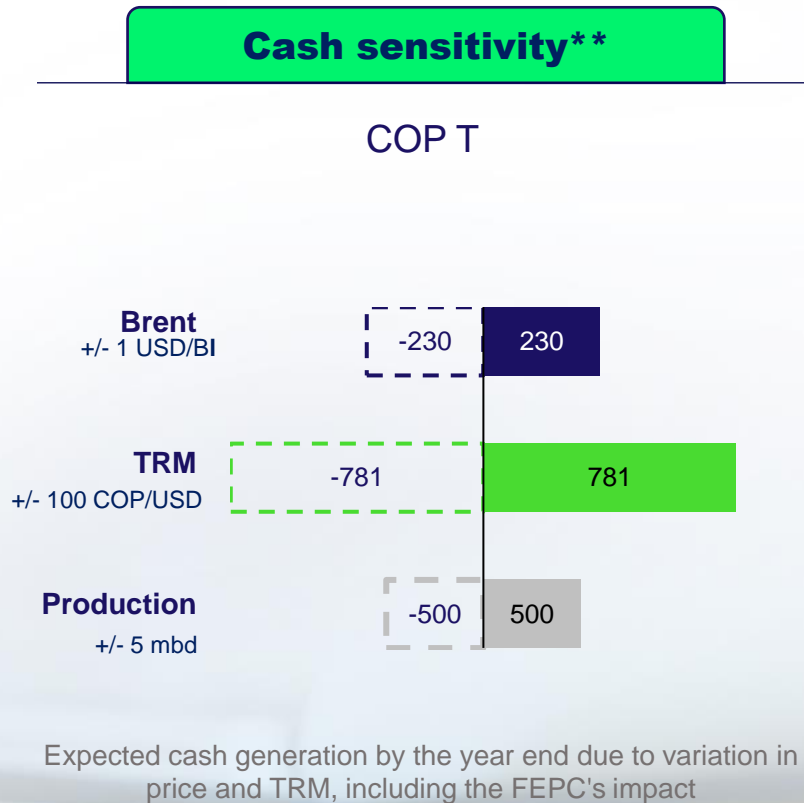 Cash sensitivity**
COP T
Brent
+/- 1 USD/Bl
-230 230
TRM
+/- 100 COP/USD
-781 781
Production
+/- 5 mbd
-500 500
Expected cash generation by the year end due to variation in
price and TRM, including the FEPC's impact